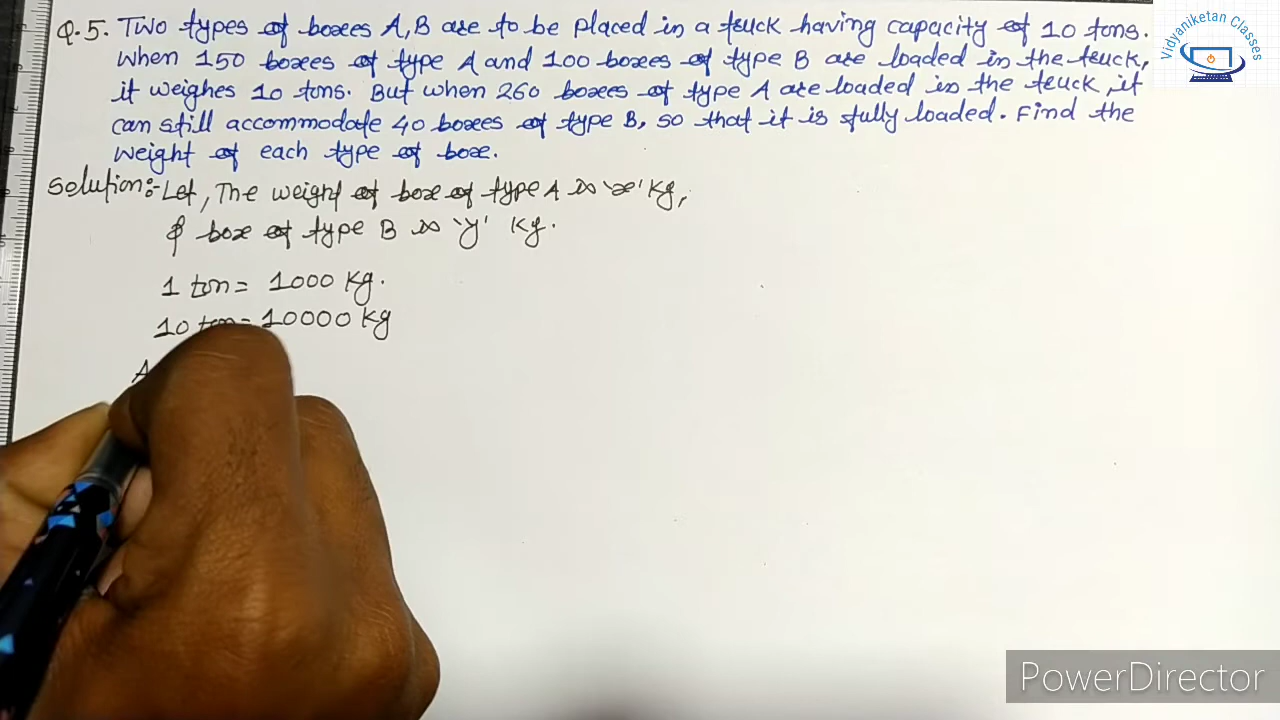 Q.5. Two types of boxes A, B are to be placed in a truck having capacity of 10 tons.
When 150 boxes of type A and 100 boxes of type B are loaded in the truck,
it weighes 10 tons. But when 260 boxes of type A are loaded in the truck, it
can still accommodate 40 boxes of type B, so that it is fully loaded. Find the
weight of each type of box.
Solution:- Let, The weight of box of type A is 'x' Kg,
& box of type B is 'y' Kg.
1 ton = 1000 Kg.
10 ton = 10000 Kg
A
Vidyaniketan Classes
PowerDirector